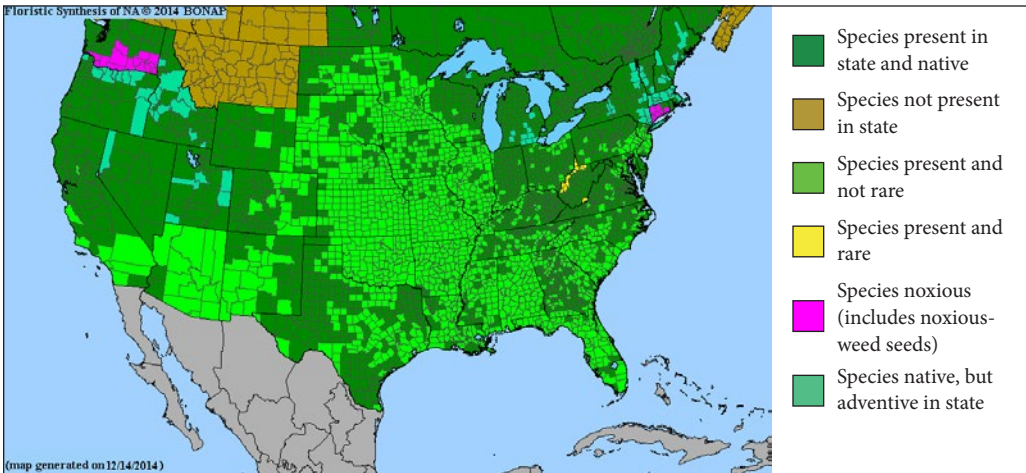 Floristic Synthesis of NA © 2014 BONAP
(map generated on 12/14/2014)
Species present in
state and native
Species not present
in state
Species present and
not rare
Species present and
rare
Species noxious
(includes noxious-
weed seeds)
Species native, but
adventive in state